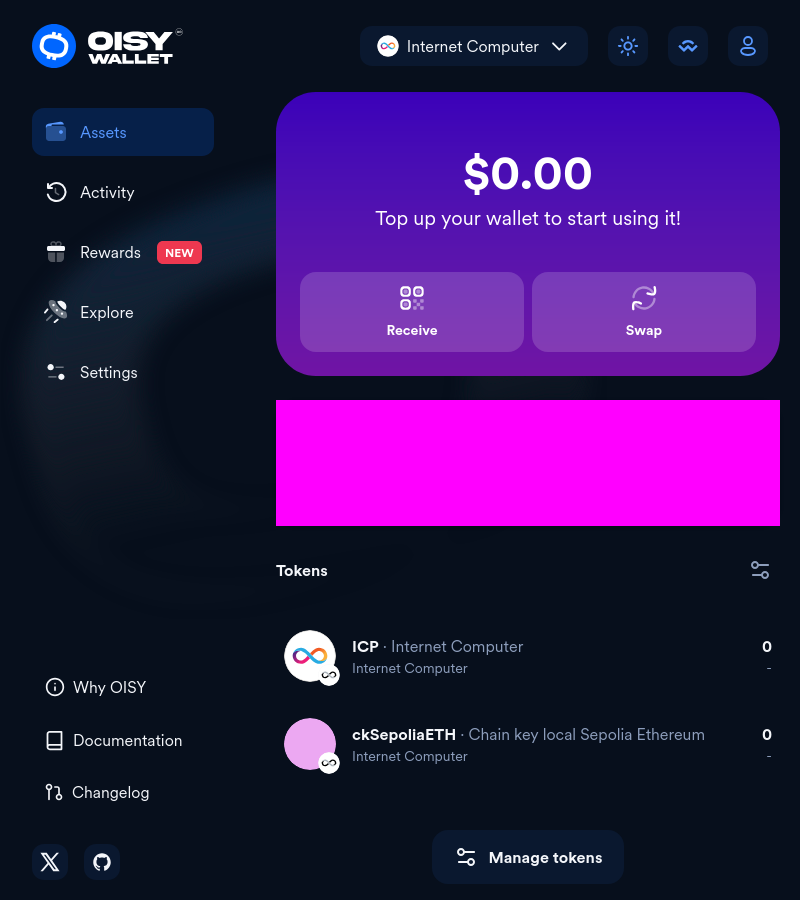 OISY
WALLET
Internet Computer
Assets
Activity
Rewards NEW
Explore
Settings
$0.00
Top up your wallet to start using it!
Receive
Swap
Tokens
ICP · Internet Computer 0
Internet Computer -
ckSepoliaETH · Chain key local Sepolia Ethereum 0
Internet Computer -
Why OISY
Documentation
Changelog
Manage tokens